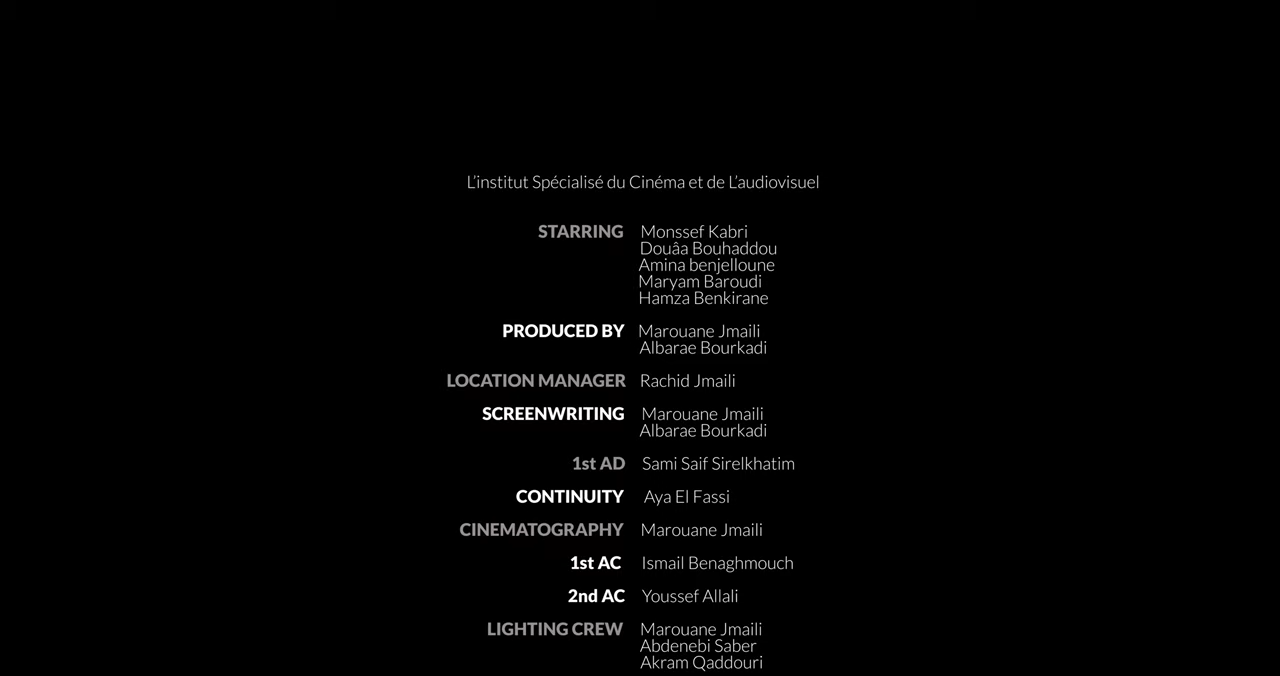 L'institut Spécialisé du Cinéma et de L'audiovisuel
STARRING Monssef Kabri
Douâa Bouhaddou
Amina benjelloune
Maryam Baroudi
Hamza Benkirane
PRODUCED BY Marouane Jmaili
Albarae Bourkadi
LOCATION MANAGER Rachid Jmaili
SCREENWRITING Marouane Jmaili
Albarae Bourkadi
1st AD Sami Saif Sirelkhatim
CONTINUITY Aya El Fassi
CINEMATOGRAPHY Marouane Jmaili
1st AC Ismail Benaghmouch
2nd AC Youssef Allali
LIGHTING CREW Marouane Jmaili
Abdenebi Saber
Akram Qaddouri